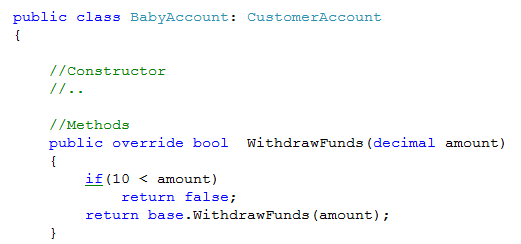 public class BabyAccount: CustomerAccount
{
//Constructor
//..
//Methods
public override bool  WithdrawFunds(decimal amount)
{
if(10 < amount)
return false;
return base.WithdrawFunds(amount);
}